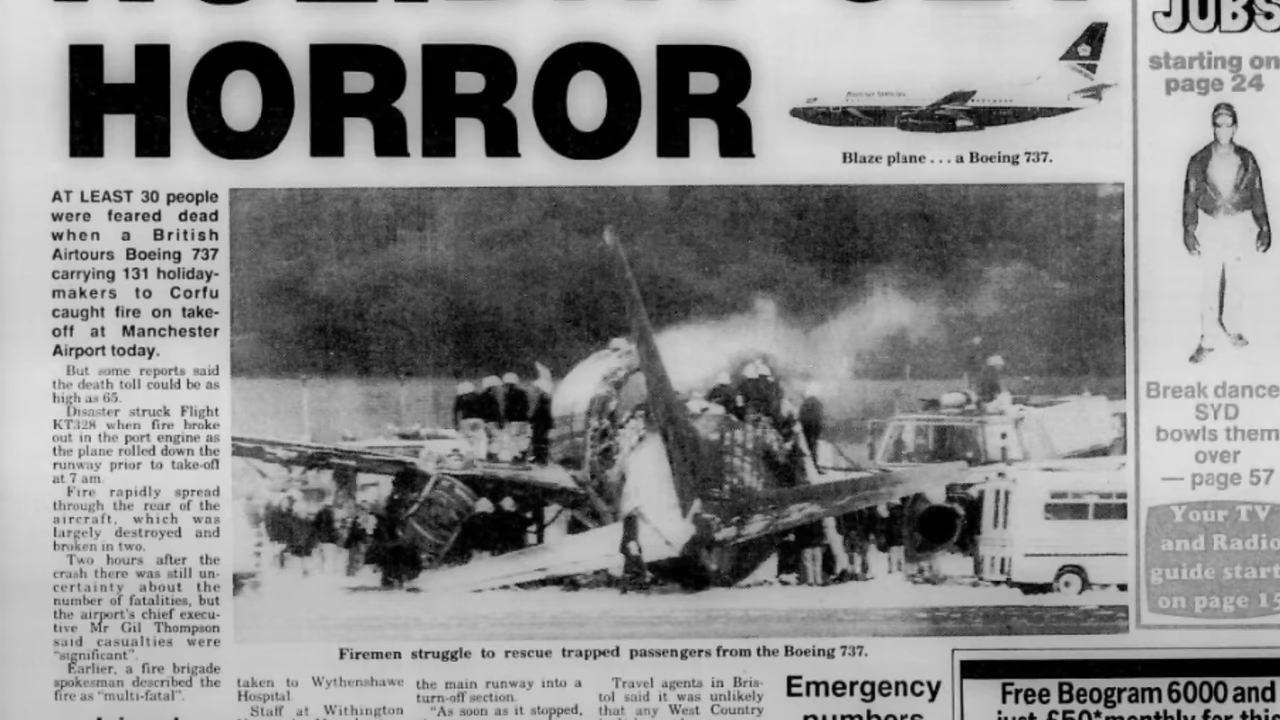 HORROR
Blaze plane . . . a Boeing 737.
AT LEAST 30 people
were feared dead
when a British
Airtours Boeing 737
carrying 131 holiday-
makers to Corfu
caught fire on take-
off at Manchester
Airport today.
But some reports said
the death toll could be as
high as 65.
Disaster struck Flight
KT328 when fire broke
out in the port engine as
the plane rolled down the
runway prior to take-off
at 7 am.
Fire rapidly spread
through the rear of the
aircraft, which was
largely destroyed and
broken in two.
Two hours after the
crash there was still un-
certainty about the
number of fatalities, but
the airport's chief execu-
tive Mr Gil Thompson
said casualties were
"significant".
Earlier, a fire brigade
spokesman described the
fire as "multi-fatal".
Firemen struggle to rescue trapped passengers from the Boeing 737.
taken to Wythenshawe
Hospital.
Staff at Withington
the main runway into a
turn-off section.
"As soon as it stopped,
Travel agents in Bris-
tol said it was unlikely
that any West Country
Emergency
numbers
JOBS
starting on
page 24
Break dance
SYD
bowls them
over
— page 57
Your TV
and Radio
guide start
on page 15
Free Beogram 6000 and
just £50* monthly for this